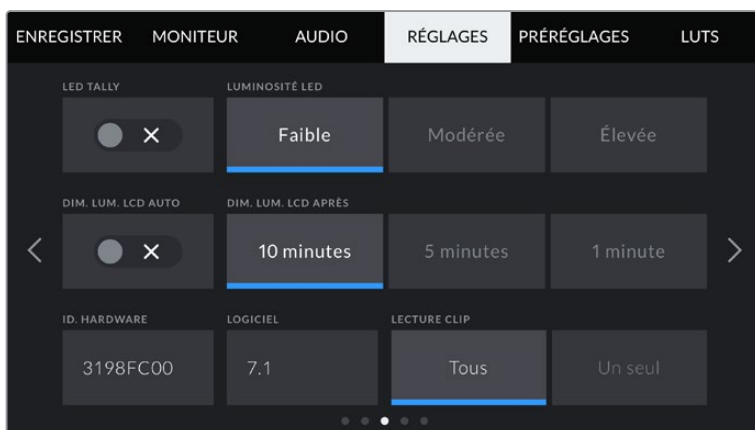 ENREGISTRER MONITEUR AUDIO RÉGLAGES PRÉRÉGLAGES LUTS
LED TALLY LUMINOSITÉ LED
Faible Modérée Élevée
DIM. LUM. LCD AUTO DIM. LUM. LCD APRÈS
10 minutes 5 minutes 1 minute
ID. HARDWARE LOGICIEL LECTURE CLIP
3198FC00 7.1 Tous Un seul